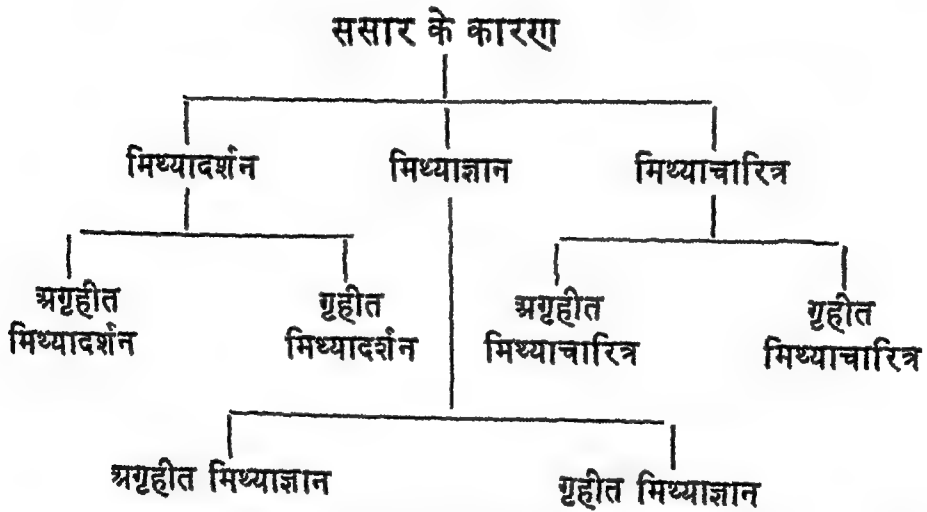 ससार के कारण
मिथ्यादर्शन मिथ्याज्ञान मिथ्याचारित्र
अगृहीत मिथ्यादर्शन
गृहीत मिथ्यादर्शन
अगृहीत मिथ्याचारित्र
गृहीत मिथ्याचारित्र
अगृहीत मिथ्याज्ञान गृहीत मिथ्याज्ञान